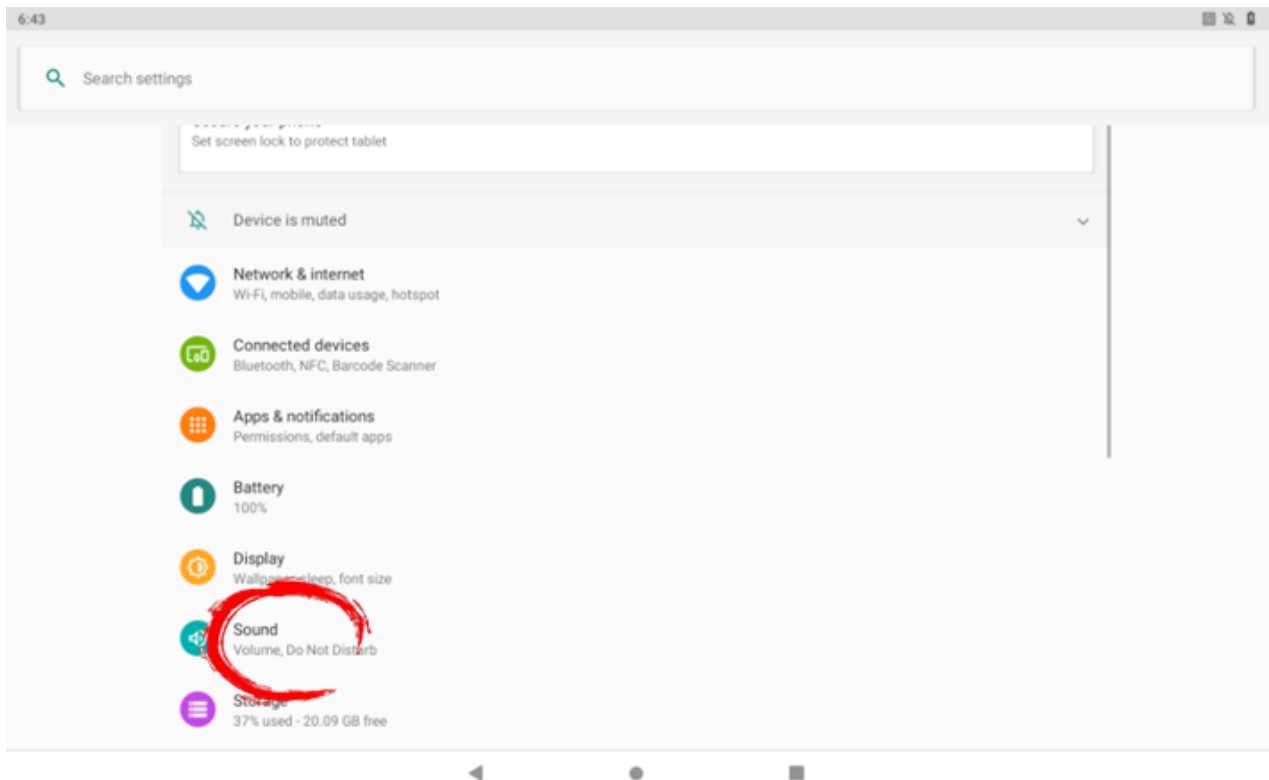 6:43
Search settings
Set screen lock to protect tablet
Device is muted
Network & internet
Wi-Fi, mobile, data usage, hotspot
Connected devices
Bluetooth, NFC, Barcode Scanner
Apps & notifications
Permissions, default apps
Battery
100%
Display
Wallpaper, sleep, font size
Sound
Volume, Do Not Disturb
Storage
37% used - 20.09 GB free